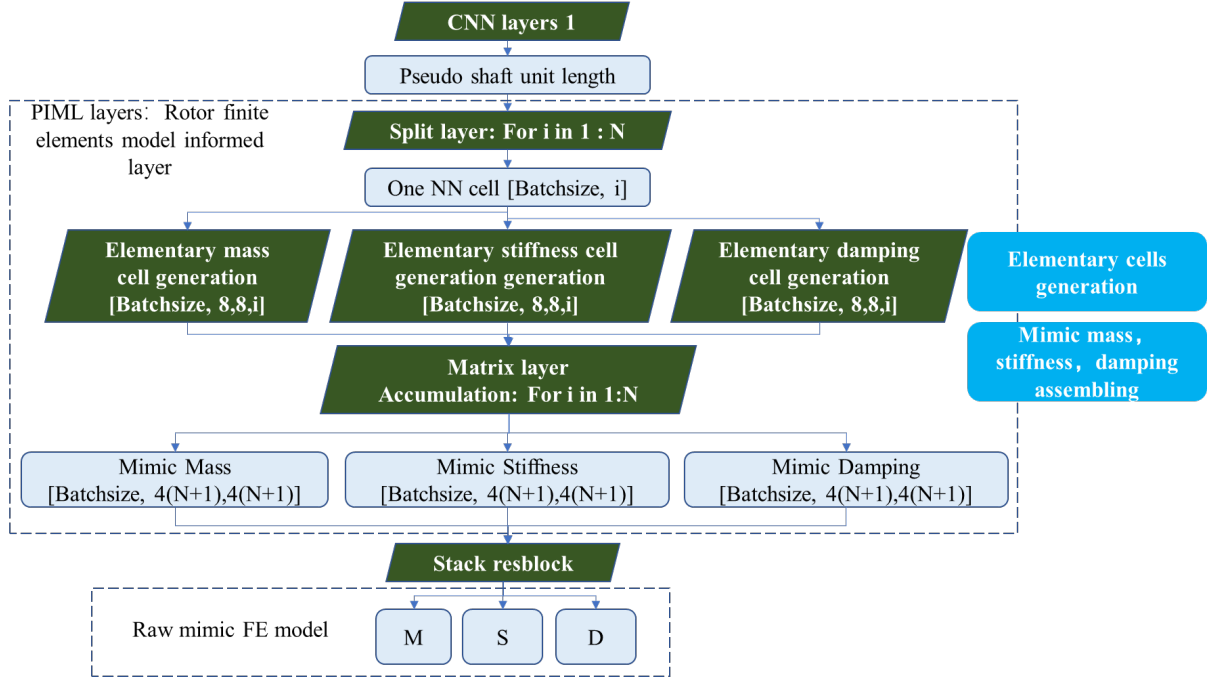 CNN layers 1
Pseudo shaft unit length
PIML layers: Rotor finite
elements model informed
layer
Split layer: For i in 1 : N
One NN cell [Batchsize, i]
Elementary mass
cell generation
[Batchsize, 8,8,i]
Elementary stiffness cell
generation generation
[Batchsize, 8,8,i]
Elementary damping
cell generation
[Batchsize, 8,8,i]
Elementary cells
generation
Matrix layer
Accumulation: For i in 1:N
Mimic mass,
stiffness, damping
assembling
Mimic Mass
[Batchsize, 4(N+1),4(N+1)]
Mimic Stiffness
[Batchsize, 4(N+1),4(N+1)]
Mimic Damping
[Batchsize, 4(N+1),4(N+1)]
Stack resblock
Raw mimic FE model
M
S
D